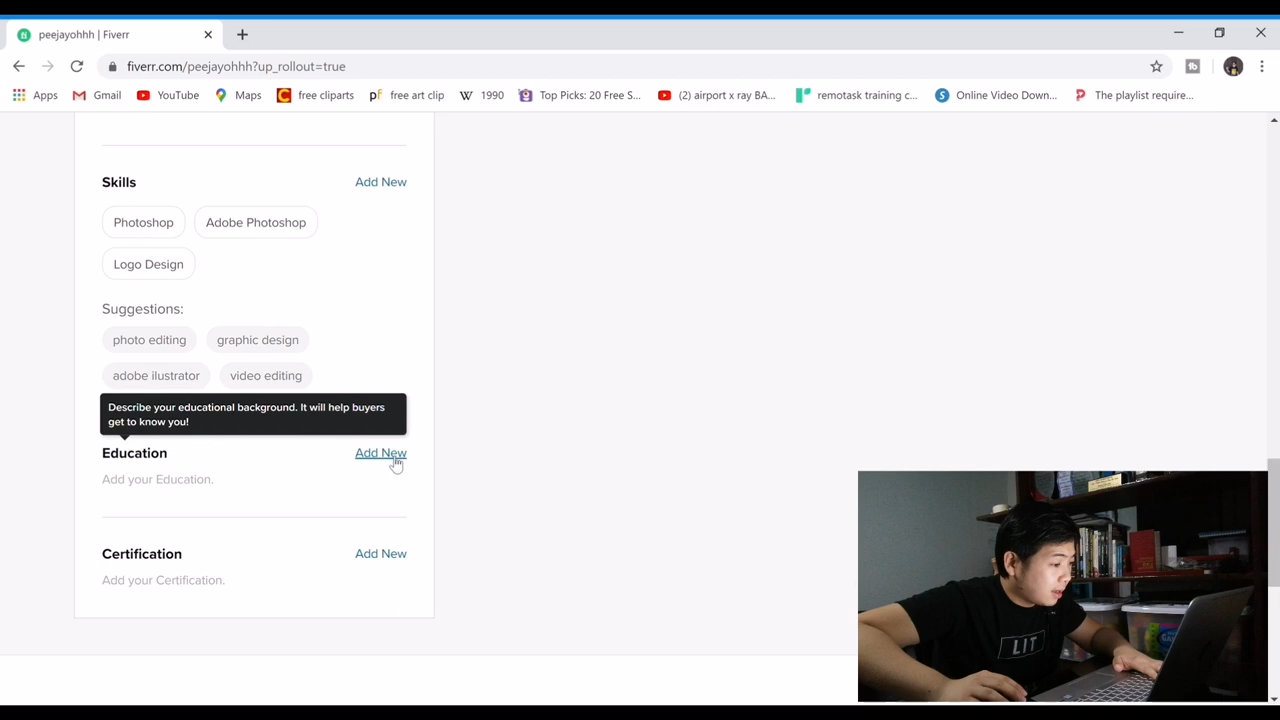 peejayohhh | Fiverr
fiverr.com/peejayohhh?up_rollout=true
Apps Gmail YouTube Maps free cliparts free art clip 1990 Top Picks: 20 Free S... (2) airport x ray BA... remotask training c... Online Video Down... The playlist require...
Skills Add New
Photoshop Adobe Photoshop
Logo Design
Suggestions:
photo editing graphic design
adobe ilustrator video editing
Describe your educational background. It will help buyers
get to know you!
Education Add New
Add your Education.
Certification Add New
Add your Certification.
LIT